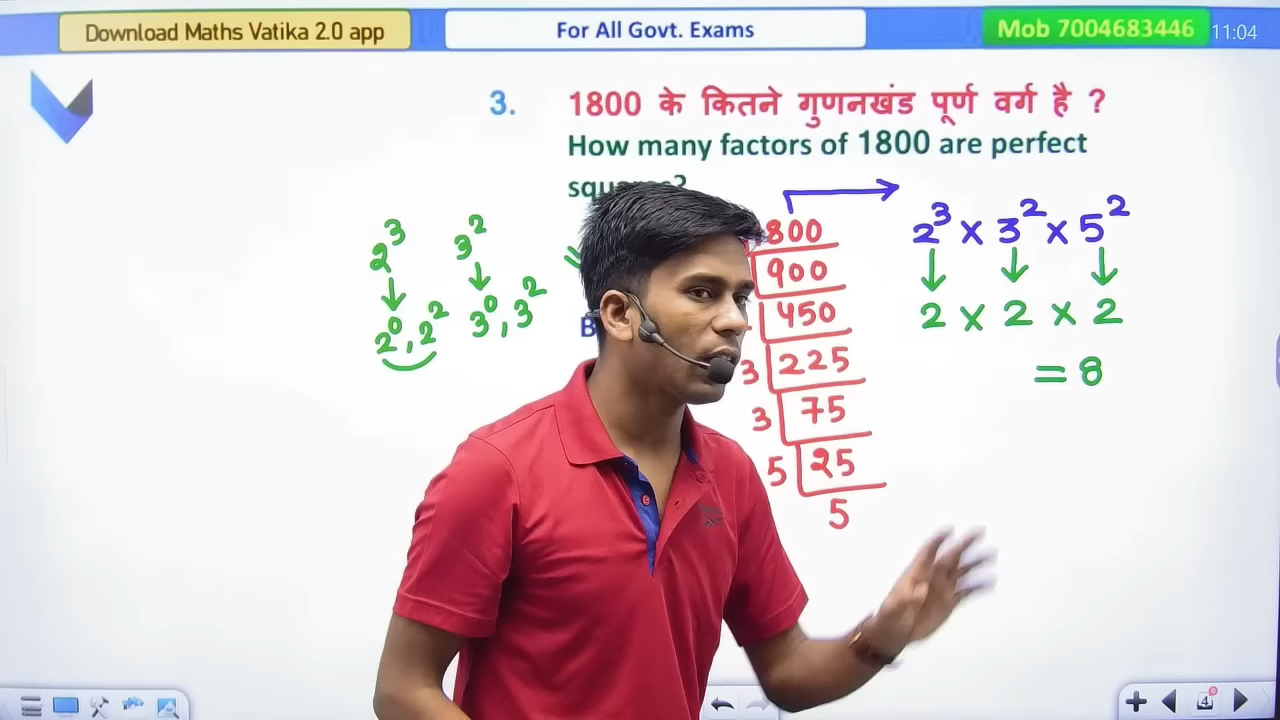 Download Maths Vatika 2.0 app
For All Govt. Exams
Mob 7004683446
11:04
3. 1800 के कितने गुणनखंड पूर्ण वर्ग है ?
How many factors of 1800 are perfect
2³ 3²
↓ ↓
2⁰, 2² 3⁰, 3²
800
900
450
3 225
3 75
5 25
5
2³ × 3² × 5²
↓ ↓ ↓
2 × 2 × 2
= 8
4